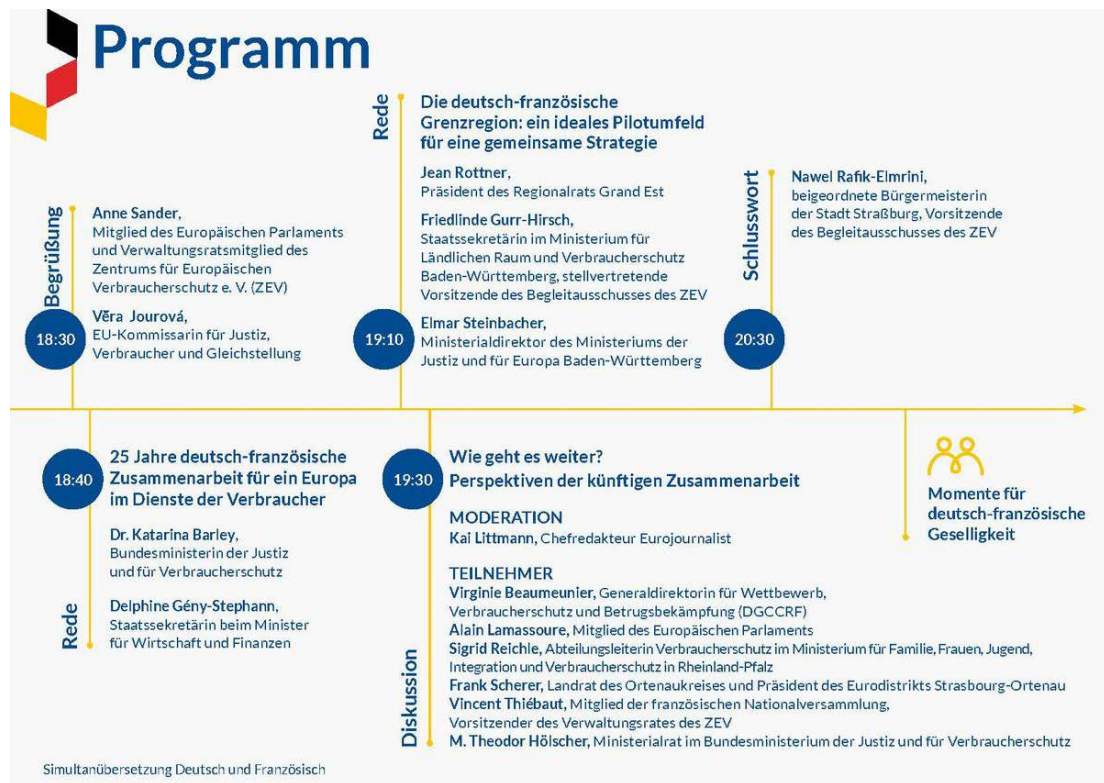 Programm
Begrüßung
18:30
Anne Sander,
Mitglied des Europäischen Parlaments
und Verwaltungsratsmitglied des
Zentrums für Europäischen
Verbraucherschutz e. V. (ZEV)
Věra Jourová,
EU-Kommissarin für Justiz,
Verbraucher und Gleichstellung
Rede
18:40
25 Jahre deutsch-französische
Zusammenarbeit für ein Europa
im Dienste der Verbraucher
Dr. Katarina Barley,
Bundesministerin der Justiz
und für Verbraucherschutz
Delphine Gény-Stephann,
Staatssekretärin beim Minister
für Wirtschaft und Finanzen
Rede
19:10
Die deutsch-französische
Grenzregion: ein ideales Pilotumfeld
für eine gemeinsame Strategie
Jean Rottner,
Präsident des Regionalrats Grand Est
Friedlinde Gurr-Hirsch,
Staatssekretärin im Ministerium für
Ländlichen Raum und Verbraucherschutz
Baden-Württemberg, stellvertretende
Vorsitzende des Begleitausschusses des ZEV
Elmar Steinbacher,
Ministerialdirektor des Ministeriums der
Justiz und für Europa Baden-Württemberg
Diskussion
19:30
Wie geht es weiter?
Perspektiven der künftigen Zusammenarbeit
MODERATION
Kai Littmann, Chefredakteur Eurojournalist
TEILNEHMER
Virginie Beaumeunier, Generaldirektorin für Wettbewerb,
Verbraucherschutz und Betrugsbekämpfung (DGCCRF)
Alain Lamassoure, Mitglied des Europäischen Parlaments
Sigrid Reichle, Abteilungsleiterin Verbraucherschutz im Ministerium für Familie, Frauen, Jugend,
Integration und Verbraucherschutz in Rheinland-Pfalz
Frank Scherer, Landrat des Ortenaukreises und Präsident des Eurodistrikts Strasbourg-Ortenau
Vincent Thiébaut, Mitglied der französischen Nationalversammlung,
Vorsitzender des Verwaltungsrates des ZEV
M. Theodor Hölscher, Ministerialrat im Bundesministerium der Justiz und für Verbraucherschutz
Schlusswort
20:30
Nawel Rafik-Elmrini,
beigeordnete Bürgermeisterin
der Stadt Straßburg, Vorsitzende
des Begleitausschusses des ZEV
Momente für
deutsch-französische
Geselligkeit
Simultanübersetzung Deutsch und Französisch